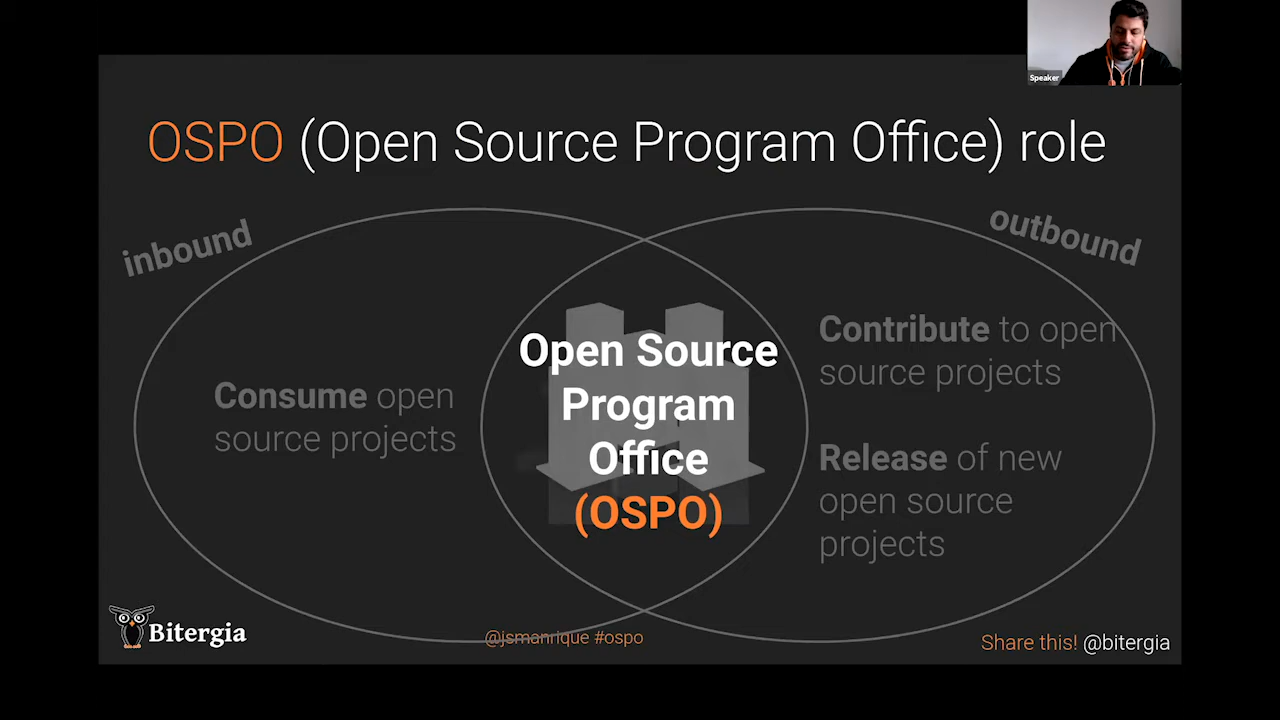 Speaker
OSPO (Open Source Program Office) role
inbound
outbound
Consume open
source projects
Open Source
Program
Office
(OSPO)
Contribute to open
source projects
Release of new
open source
projects
Bitergia
@jsmanrique #ospo
Share this! @bitergia